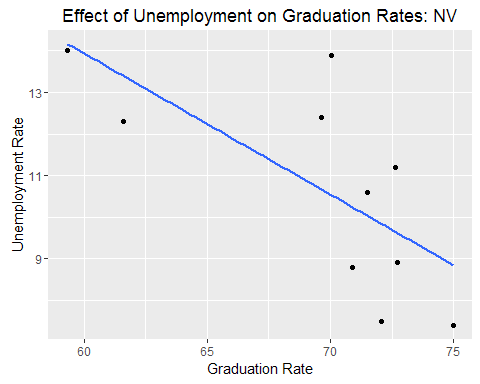 Effect of Unemployment on Graduation Rates: NV
Unemployment Rate
13
11
9
60 65 70 75
Graduation Rate